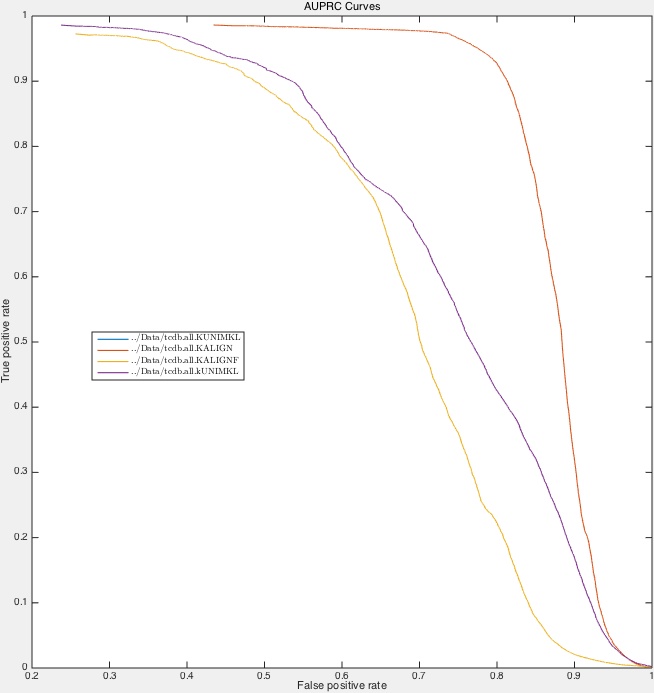 AUPRC Curves
1
0.9
0.8
0.7
0.6
0.5
0.4
0.3
0.2
0.1
0
True positive rate
../Data/tcdb.all.KUNIMKL
../Data/tcdb.all.KALIGN
../Data/tcdb.all.KALIGNF
../Data/tcdb.all.kUNIMKL
0.2 0.3 0.4 0.5 0.6 0.7 0.8 0.9 1
False positive rate